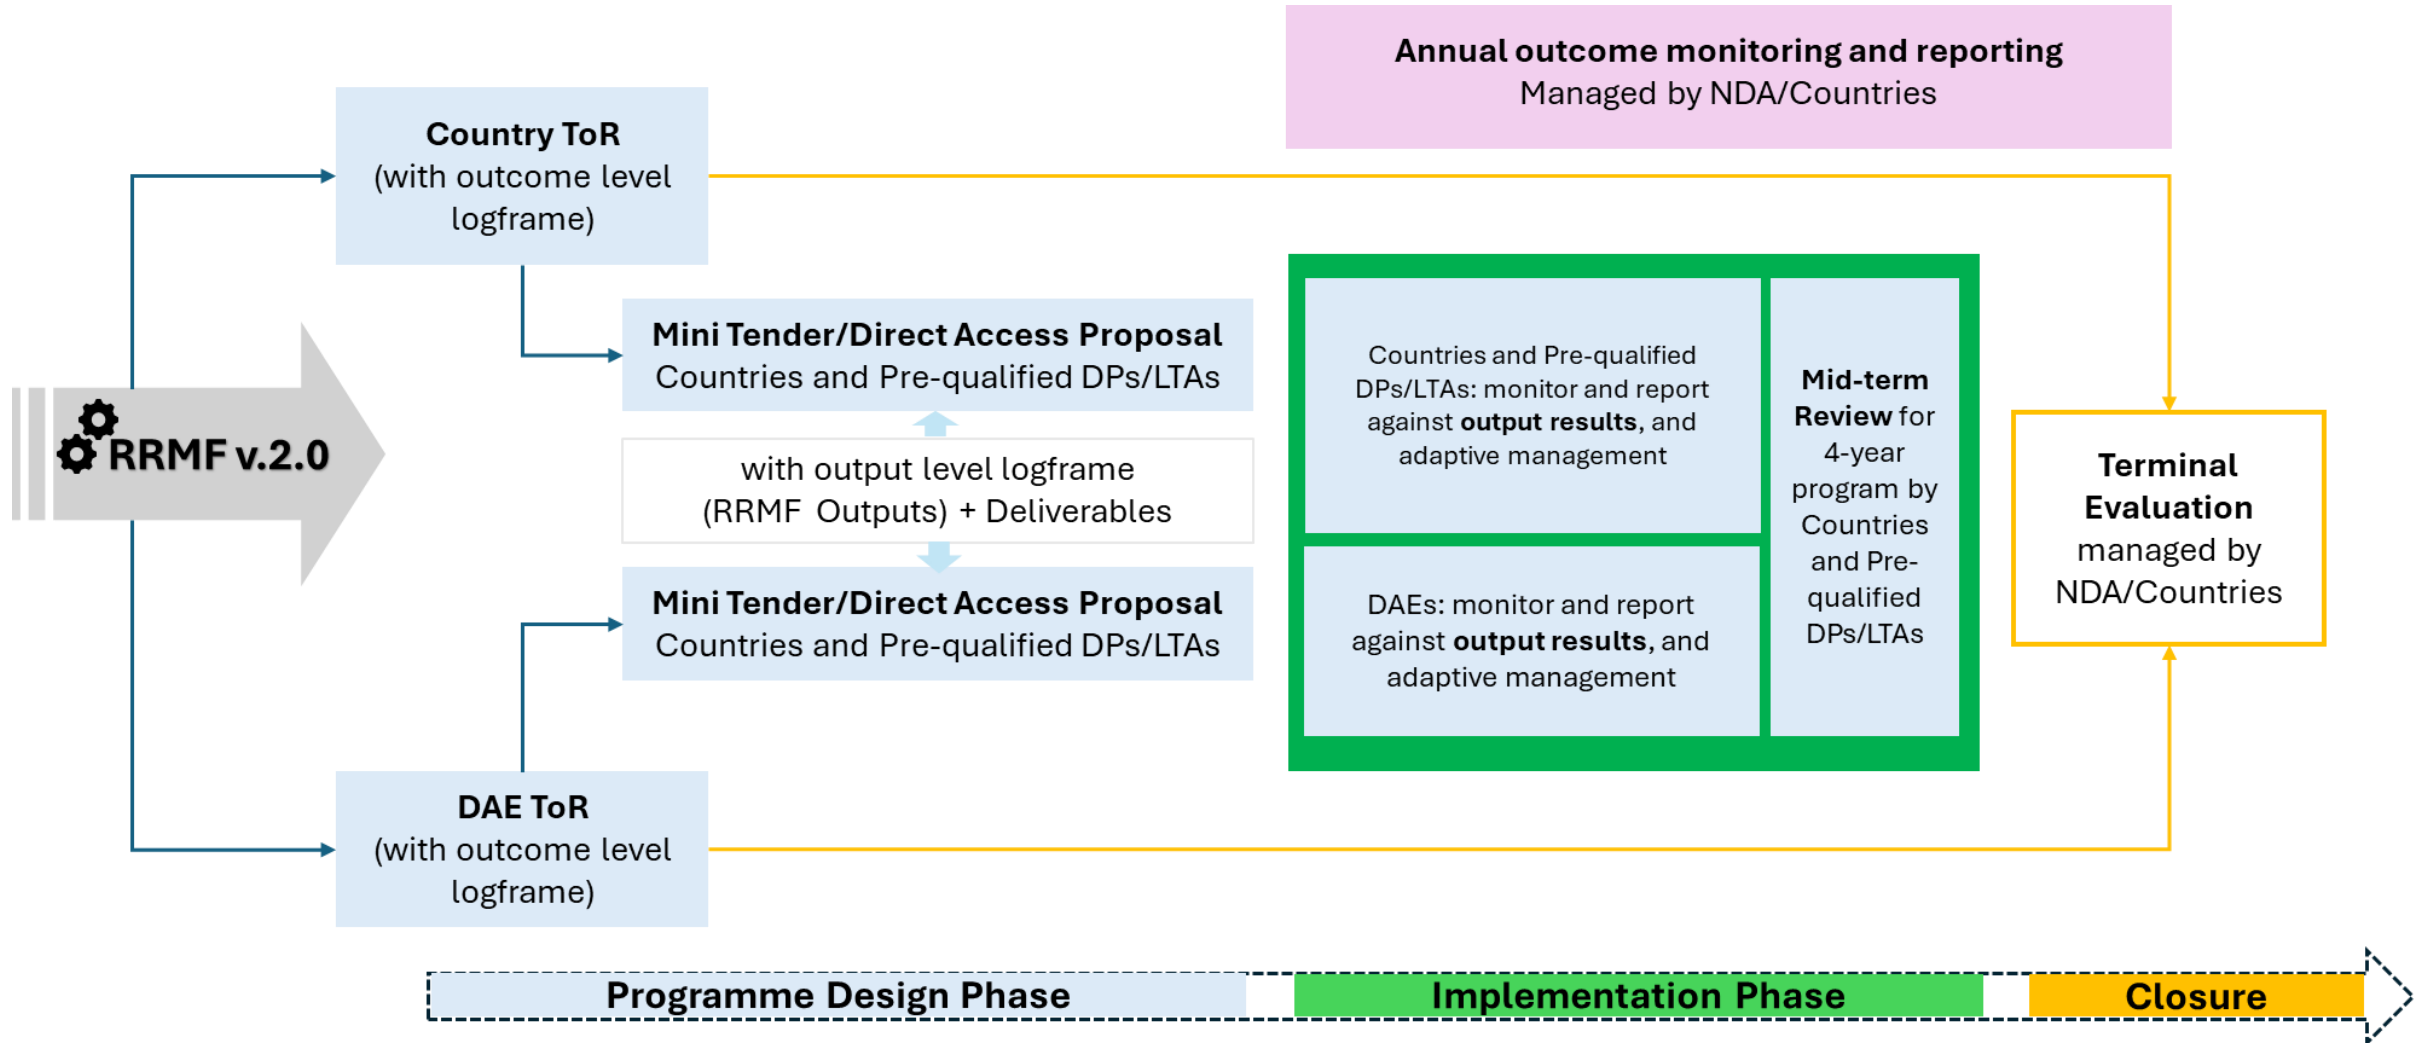 Annual outcome monitoring and reporting
Managed by NDA/Countries
Country ToR
(with outcome level
logframe)
Mini Tender/Direct Access Proposal
Countries and Pre-qualified DPs/LTAs
RRMF v.2.0
with output level logframe
(RRMF Outputs) + Deliverables
Mini Tender/Direct Access Proposal
Countries and Pre-qualified DPs/LTAs
DAE ToR
(with outcome level
logframe)
Countries and Pre-qualified
DPs/LTAs: monitor and report
against output results, and
adaptive management
DAEs: monitor and report
against output results, and
adaptive management
Mid-term
Review for
4-year
program by
Countries
and Pre-
qualified
DPs/LTAs
Terminal
Evaluation
managed by
NDA/Countries
Programme Design Phase
Implementation Phase
Closure